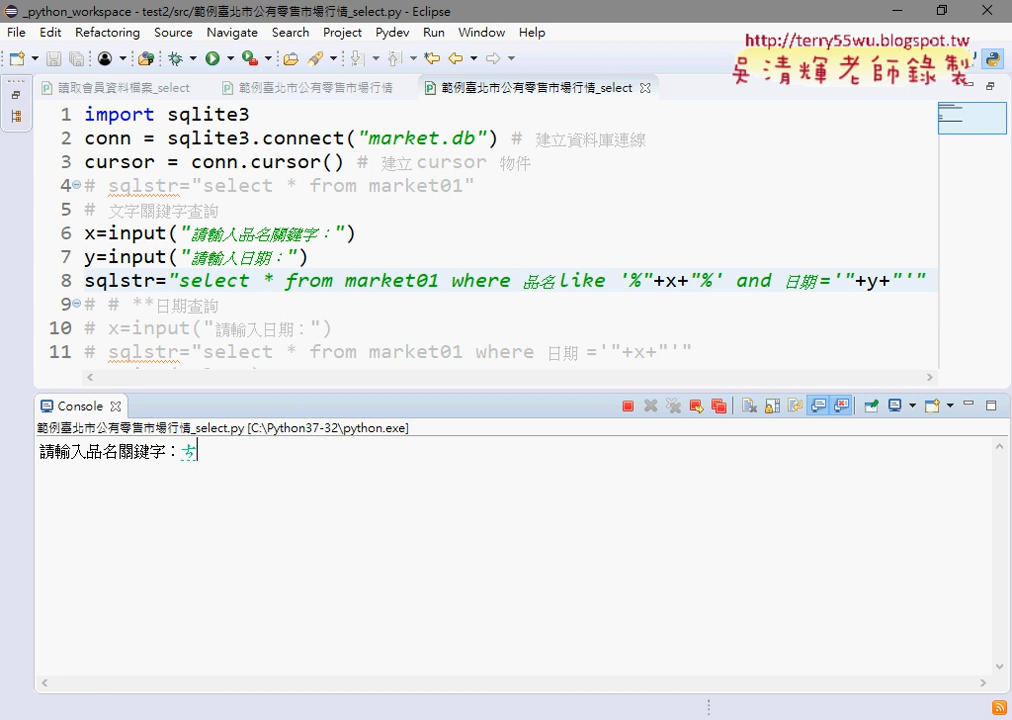 _python_workspace - test2/src/範例臺北市公有零售市場行情_select.py - Eclipse
File Edit Refactoring Source Navigate Search Project Pydev Run Window Help
http://terry55wu.blogspot.tw
吳清輝老師錄製
讀取會員資料檔案_select 範例臺北市公有零售市場行情 範例臺北市公有零售市場行情_select
1 import sqlite3
2 conn = sqlite3.connect("market.db") # 建立資料庫連線
3 cursor = conn.cursor() # 建立cursor 物件
4 # sqlstr="select * from market01"
5 # 文字關鍵字查詢
6 x=input("請輸入品名關鍵字：")
7 y=input("請輸入日期：")
8 sqlstr="select * from market01 where 品名like '%"+x+"%' and 日期='"+y+"'"
9 # # **日期查詢
10 # x=input("請輸入日期：")
11 # sqlstr="select * from market01 where 日期 ='"+x+"'"
Console
範例臺北市公有零售市場行情_select.py [C:\Python37-32\python.exe]
請輸入品名關鍵字：ㄘㄞ